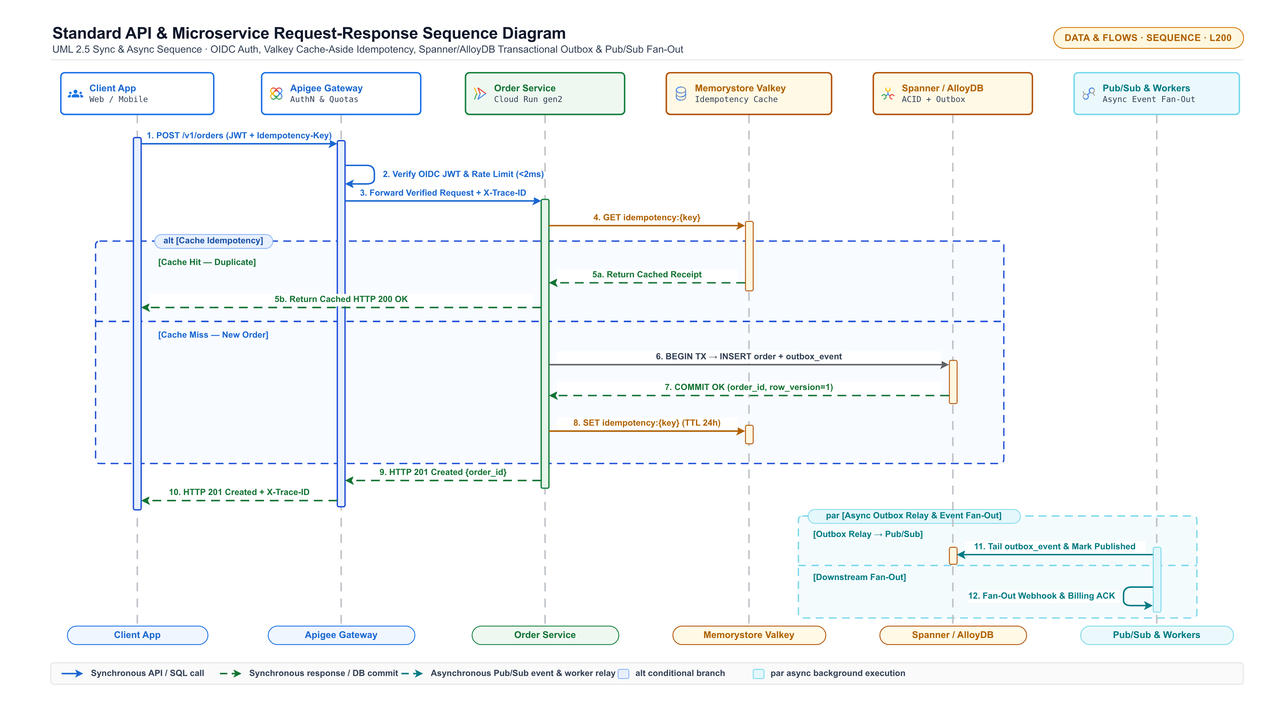 Standard API & Microservice Request-Response Sequence Diagram
UML 2.5 Sync & Async Sequence · OIDC Auth, Valkey Cache-Aside Idempotency, Spanner/AlloyDB Transactional Outbox & Pub/Sub Fan-Out
DATA & FLOWS · SEQUENCE · L200
Client App
Web / Mobile
Apigee Gateway
AuthN & Quotas
Order Service
Cloud Run gen2
Memorystore Valkey
Idempotency Cache
Spanner / AlloyDB
ACID + Outbox
Pub/Sub & Workers
Async Event Fan-Out
1. POST /v1/orders (JWT + Idempotency-Key)
2. Verify OIDC JWT & Rate Limit (<2ms)
3. Forward Verified Request + X-Trace-ID
4. GET idempotency:{key}
alt [Cache Idempotency]
[Cache Hit — Duplicate]
5a. Return Cached Receipt
5b. Return Cached HTTP 200 OK
[Cache Miss — New Order]
6. BEGIN TX → INSERT order + outbox_event
7. COMMIT OK (order_id, row_version=1)
8. SET idempotency:{key} (TTL 24h)
9. HTTP 201 Created {order_id}
10. HTTP 201 Created + X-Trace-ID
par [Async Outbox Relay & Event Fan-Out]
[Outbox Relay → Pub/Sub]
11. Tail outbox_event & Mark Published
[Downstream Fan-Out]
12. Fan-Out Webhook & Billing ACK
Client App
Apigee Gateway
Order Service
Memorystore Valkey
Spanner / AlloyDB
Pub/Sub & Workers
Synchronous API / SQL call
Synchronous response / DB commit
Asynchronous Pub/Sub event & worker relay
alt conditional branch
par async background execution